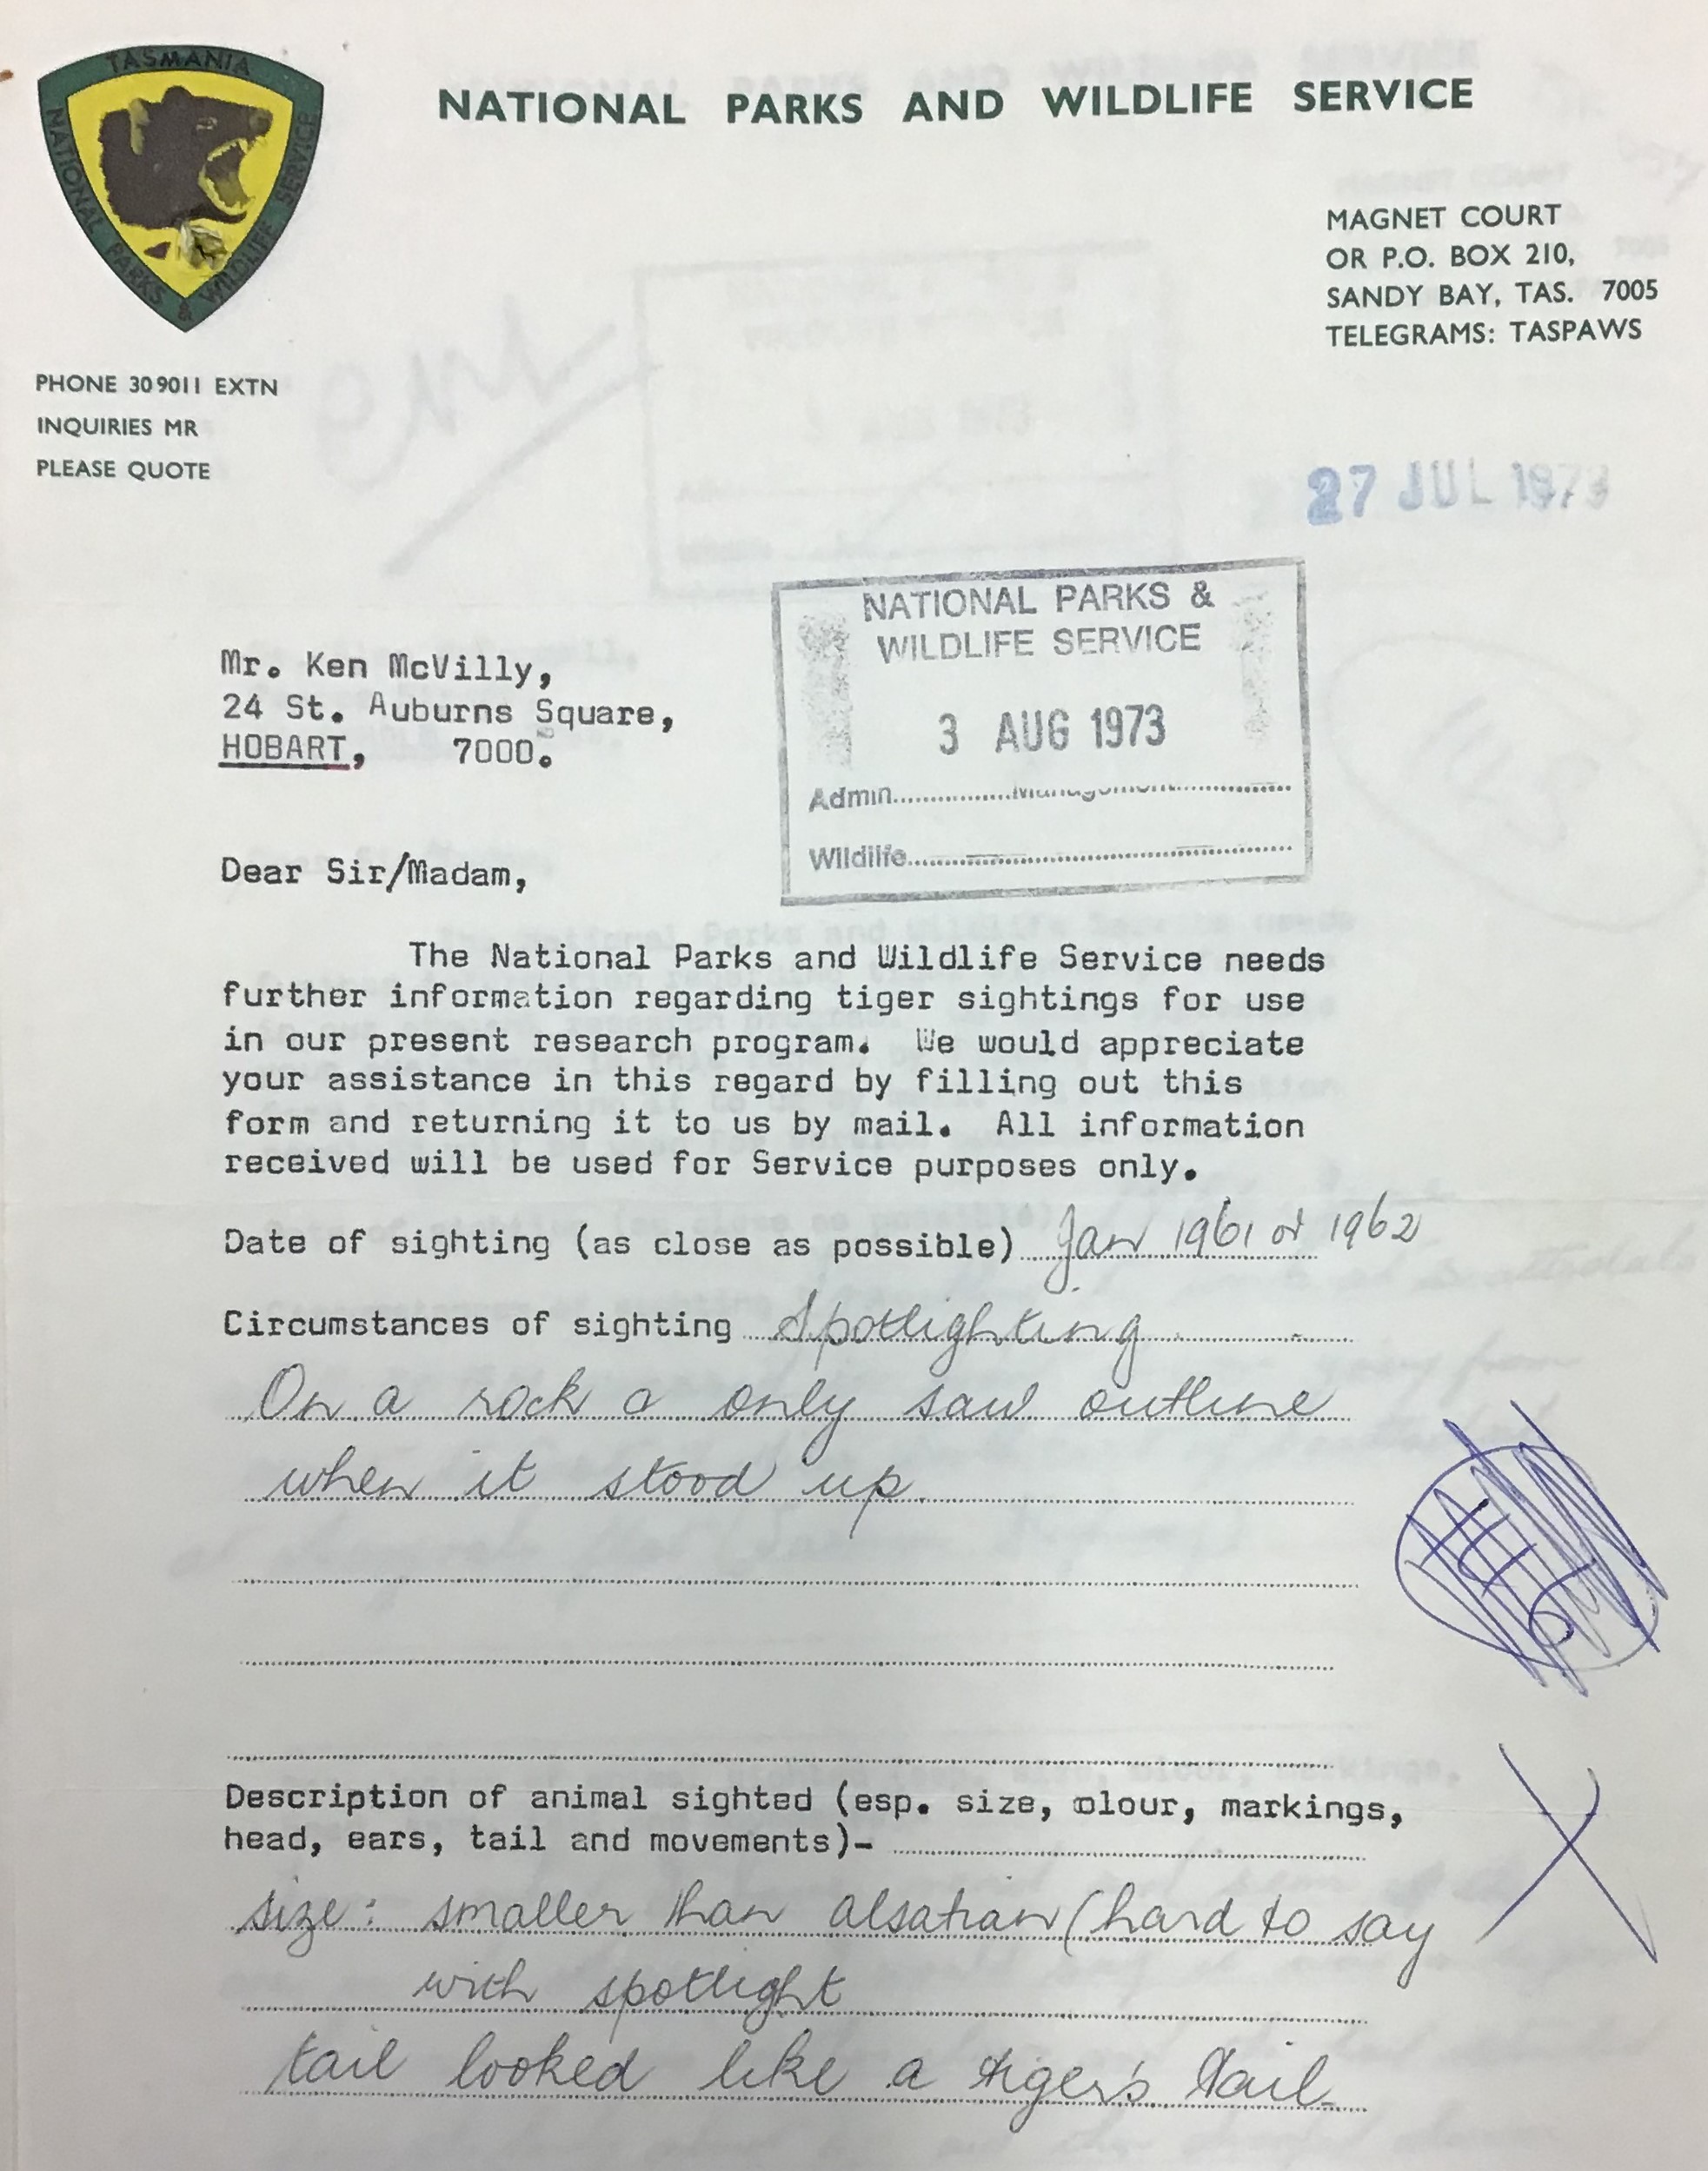 TASMANIA
NATIONAL PARKS & WILDLIFE SERVICE
NATIONAL PARKS AND WILDLIFE SERVICE
MAGNET COURT
OR P.O. BOX 210,
SANDY BAY, TAS. 7005
TELEGRAMS: TASPAWS
PHONE 30 9011 EXTN
INQUIRIES MR
PLEASE QUOTE
27 JUL 1973
NATIONAL PARKS &
WILDLIFE SERVICE
3 AUG 1973
Admin..............Management..............
Wildlife............................................
Mr. Ken McVilly,
24 St. Auburns Square,
HOBART, 7000.
Dear Sir/Madam,
The National Parks and Wildlife Service needs
further information regarding tiger sightings for use
in our present research program. We would appreciate
your assistance in this regard by filling out this
form and returning it to us by mail. All information
received will be used for Service purposes only.
Date of sighting (as close as possible) Jan 1961 or 1962
Circumstances of sighting Spotlighting
On a rock & only saw outline
when it stood up.
Description of animal sighted (esp. size, olour, markings,
head, ears, tail and movements)-
size: smaller than alsatian (hard to say
with spotlight
tail looked like a tiger's tail